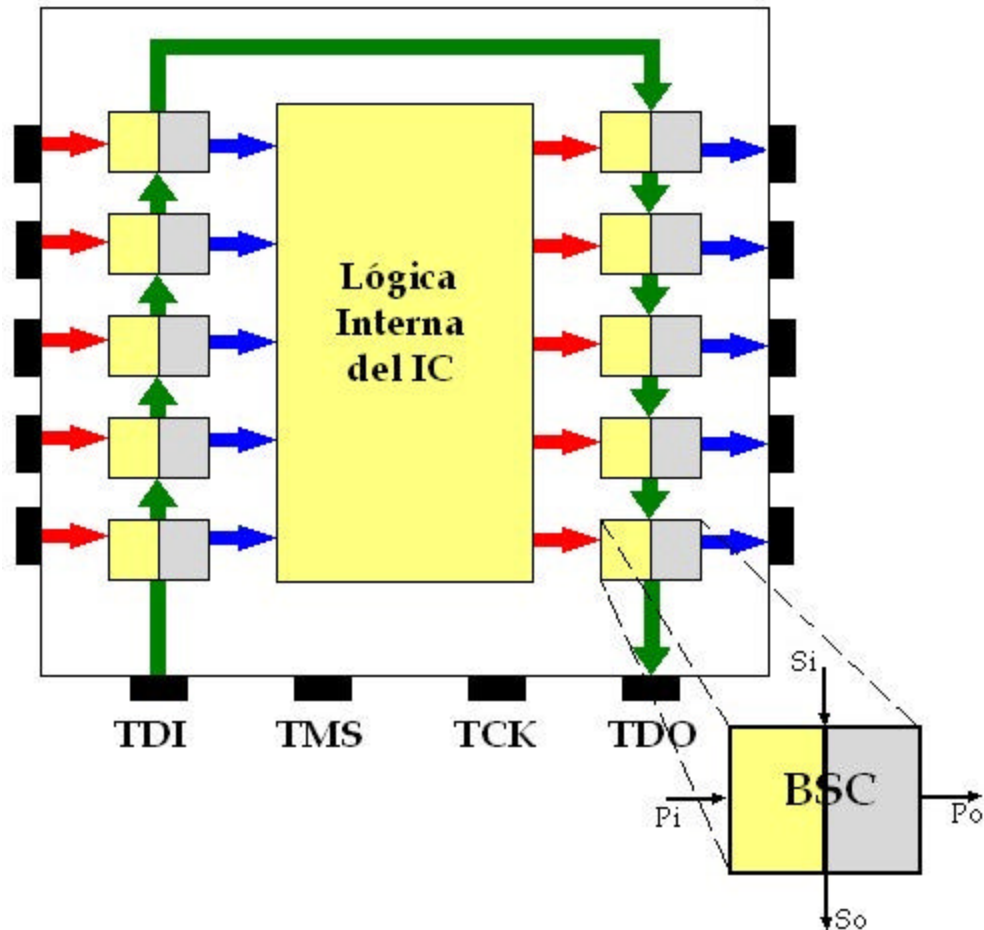 Lógica
Interna
del IC
TDI
TMS
TCK
TDO
Si
BSC
Pi
Po
So